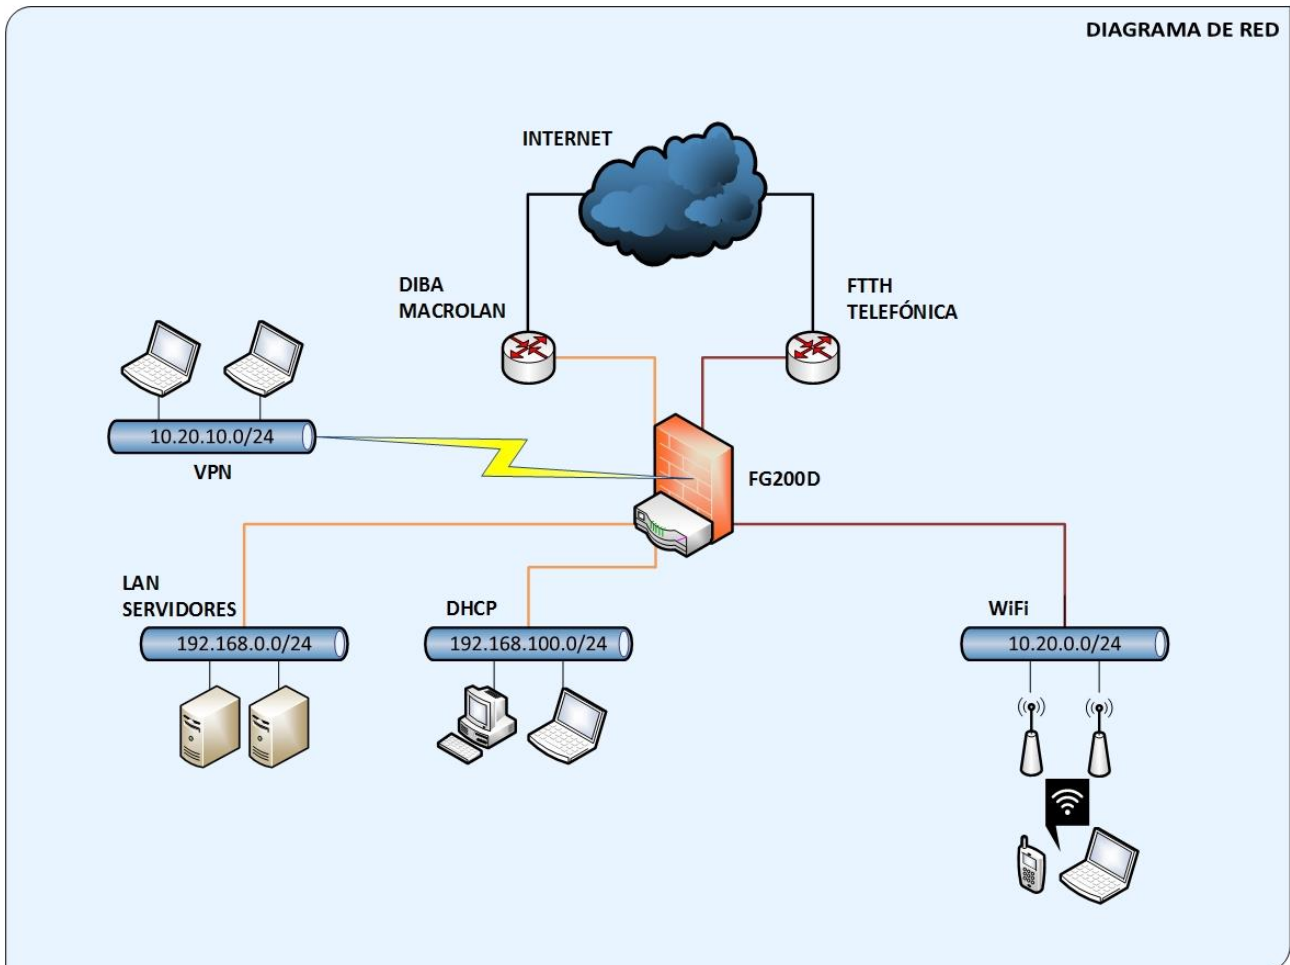 DIAGRAMA DE RED
INTERNET
DIBA
MACROLAN
FTTH
TELEFÓNICA
10.20.10.0/24
VPN
FG200D
LAN
SERVIDORES
192.168.0.0/24
DHCP
192.168.100.0/24
WiFi
10.20.0.0/24